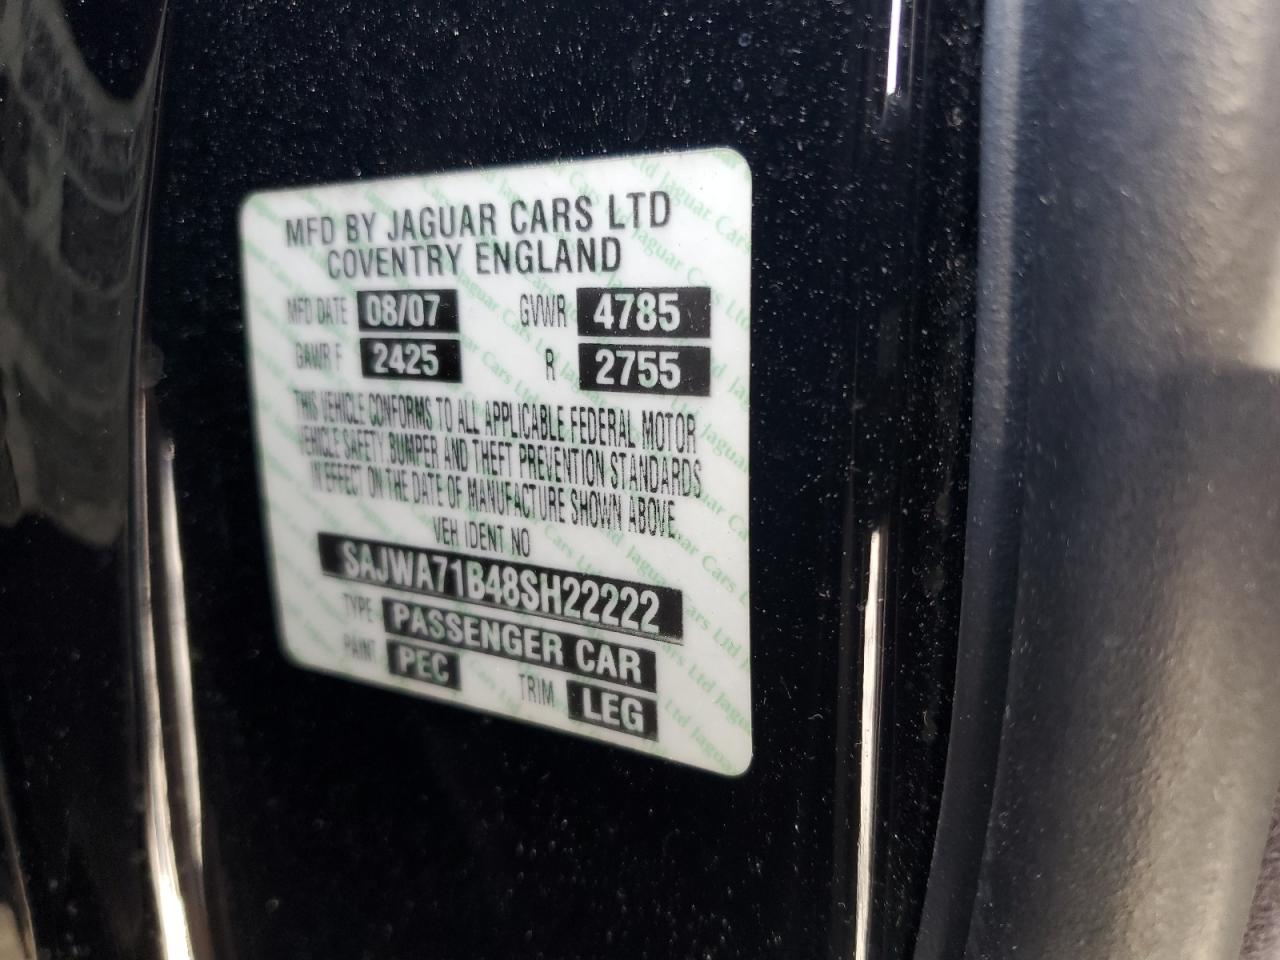 MFD BY JAGUAR CARS LTD
COVENTRY ENGLAND
MFD DATE 08/07 GVWR 4785
GAWR F 2425 R 2755
THIS VEHICLE CONFORMS TO ALL APPLICABLE FEDERAL MOTOR
VEHICLE SAFETY BUMPER AND THEFT PREVENTION STANDARDS
IN EFFECT ON THE DATE OF MANUFACTURE SHOWN ABOVE
VEH IDENT NO
SAJWA71B48SH22222
TYPE PASSENGER CAR
PAINT PEC TRIM LEG